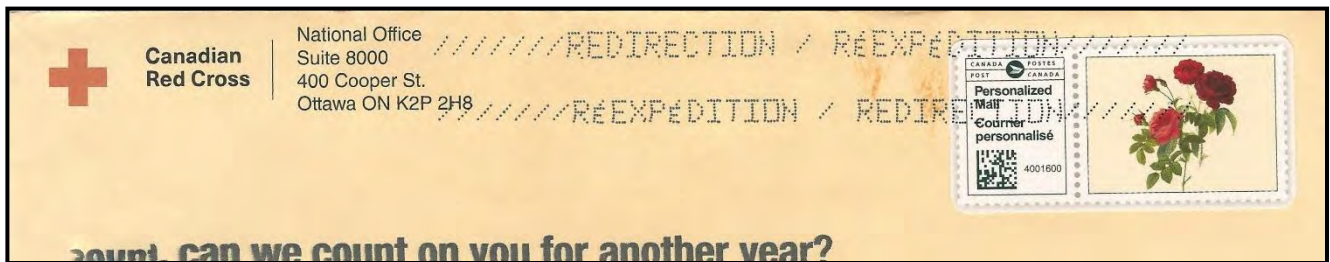 Canadian
Red Cross
National Office
Suite 8000
400 Cooper St.
Ottawa ON K2P 2H8
///////REDIRECTION / RÉEXPÉDITION///////
///////RÉEXPÉDITION / REDIRECTION///////
CANADA POSTES
POST CANADA
Personalized
Mail
Courrier
personnalisé
4001600
can we count on you for another year?